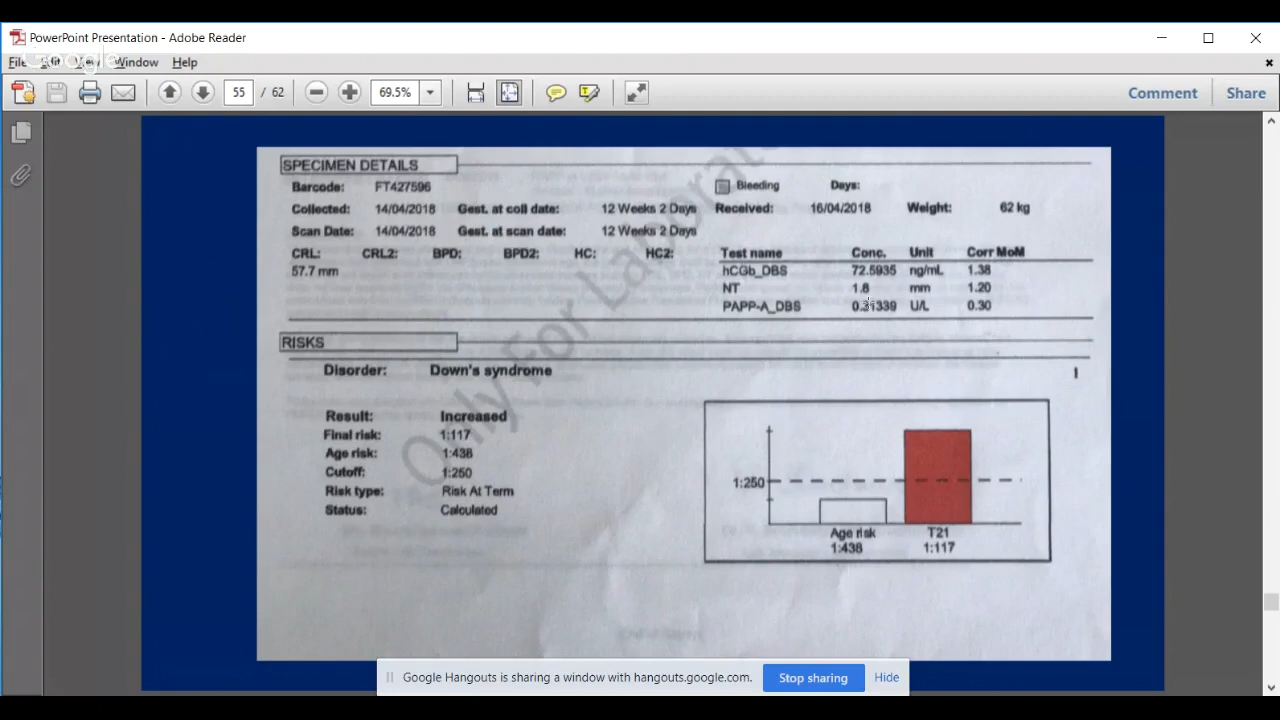 PowerPoint Presentation - Adobe Reader
Google
File Edit View Window Help
55 / 62 69.5% Comment Share
SPECIMEN DETAILS
Barcode: FT427596 Bleeding Days:
Collected: 14/04/2018 Gest. at coll date: 12 Weeks 2 Days Received: 16/04/2018 Weight: 62 kg
Scan Date: 14/04/2018 Gest. at scan date: 12 Weeks 2 Days
CRL: CRL2: BPD: BPD2: HC: HC2: Test name Conc. Unit Corr MoM
57.7 mm hCGb_DBS 72.5935 ng/mL 1.38
NT 1.8 mm 1.20
PAPP-A_DBS 0.31339 U/L 0.30
Only For Laborato
RISKS
Disorder: Down's syndrome
Result: Increased
Final risk: 1:117
Age risk: 1:438
Cutoff: 1:250
Risk type: Risk At Term
Status: Calculated
1:250
Age risk T21
1:438 1:117
Google Hangouts is sharing a window with hangouts.google.com. Stop sharing Hide